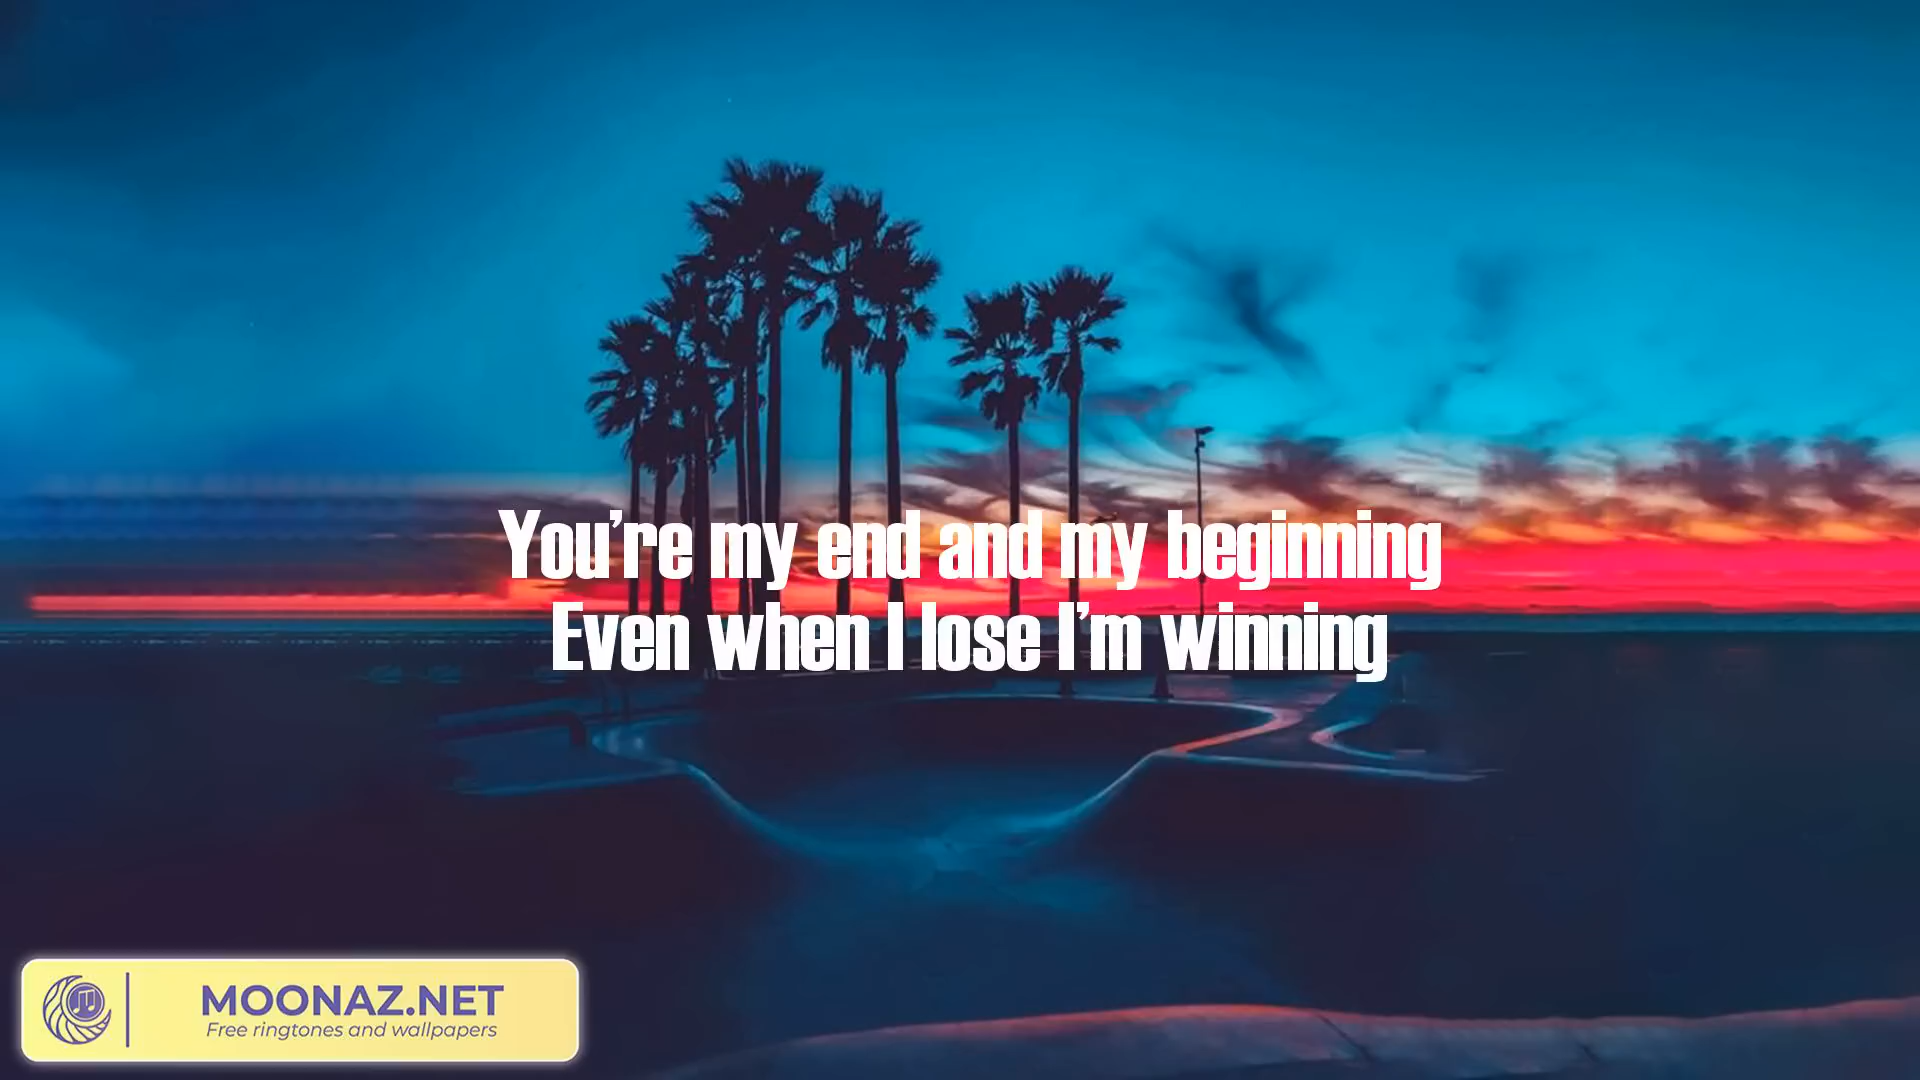 You’re my end and my beginning
Even when I lose I’m winning
MOONAZ.NET
Free ringtones and wallpapers